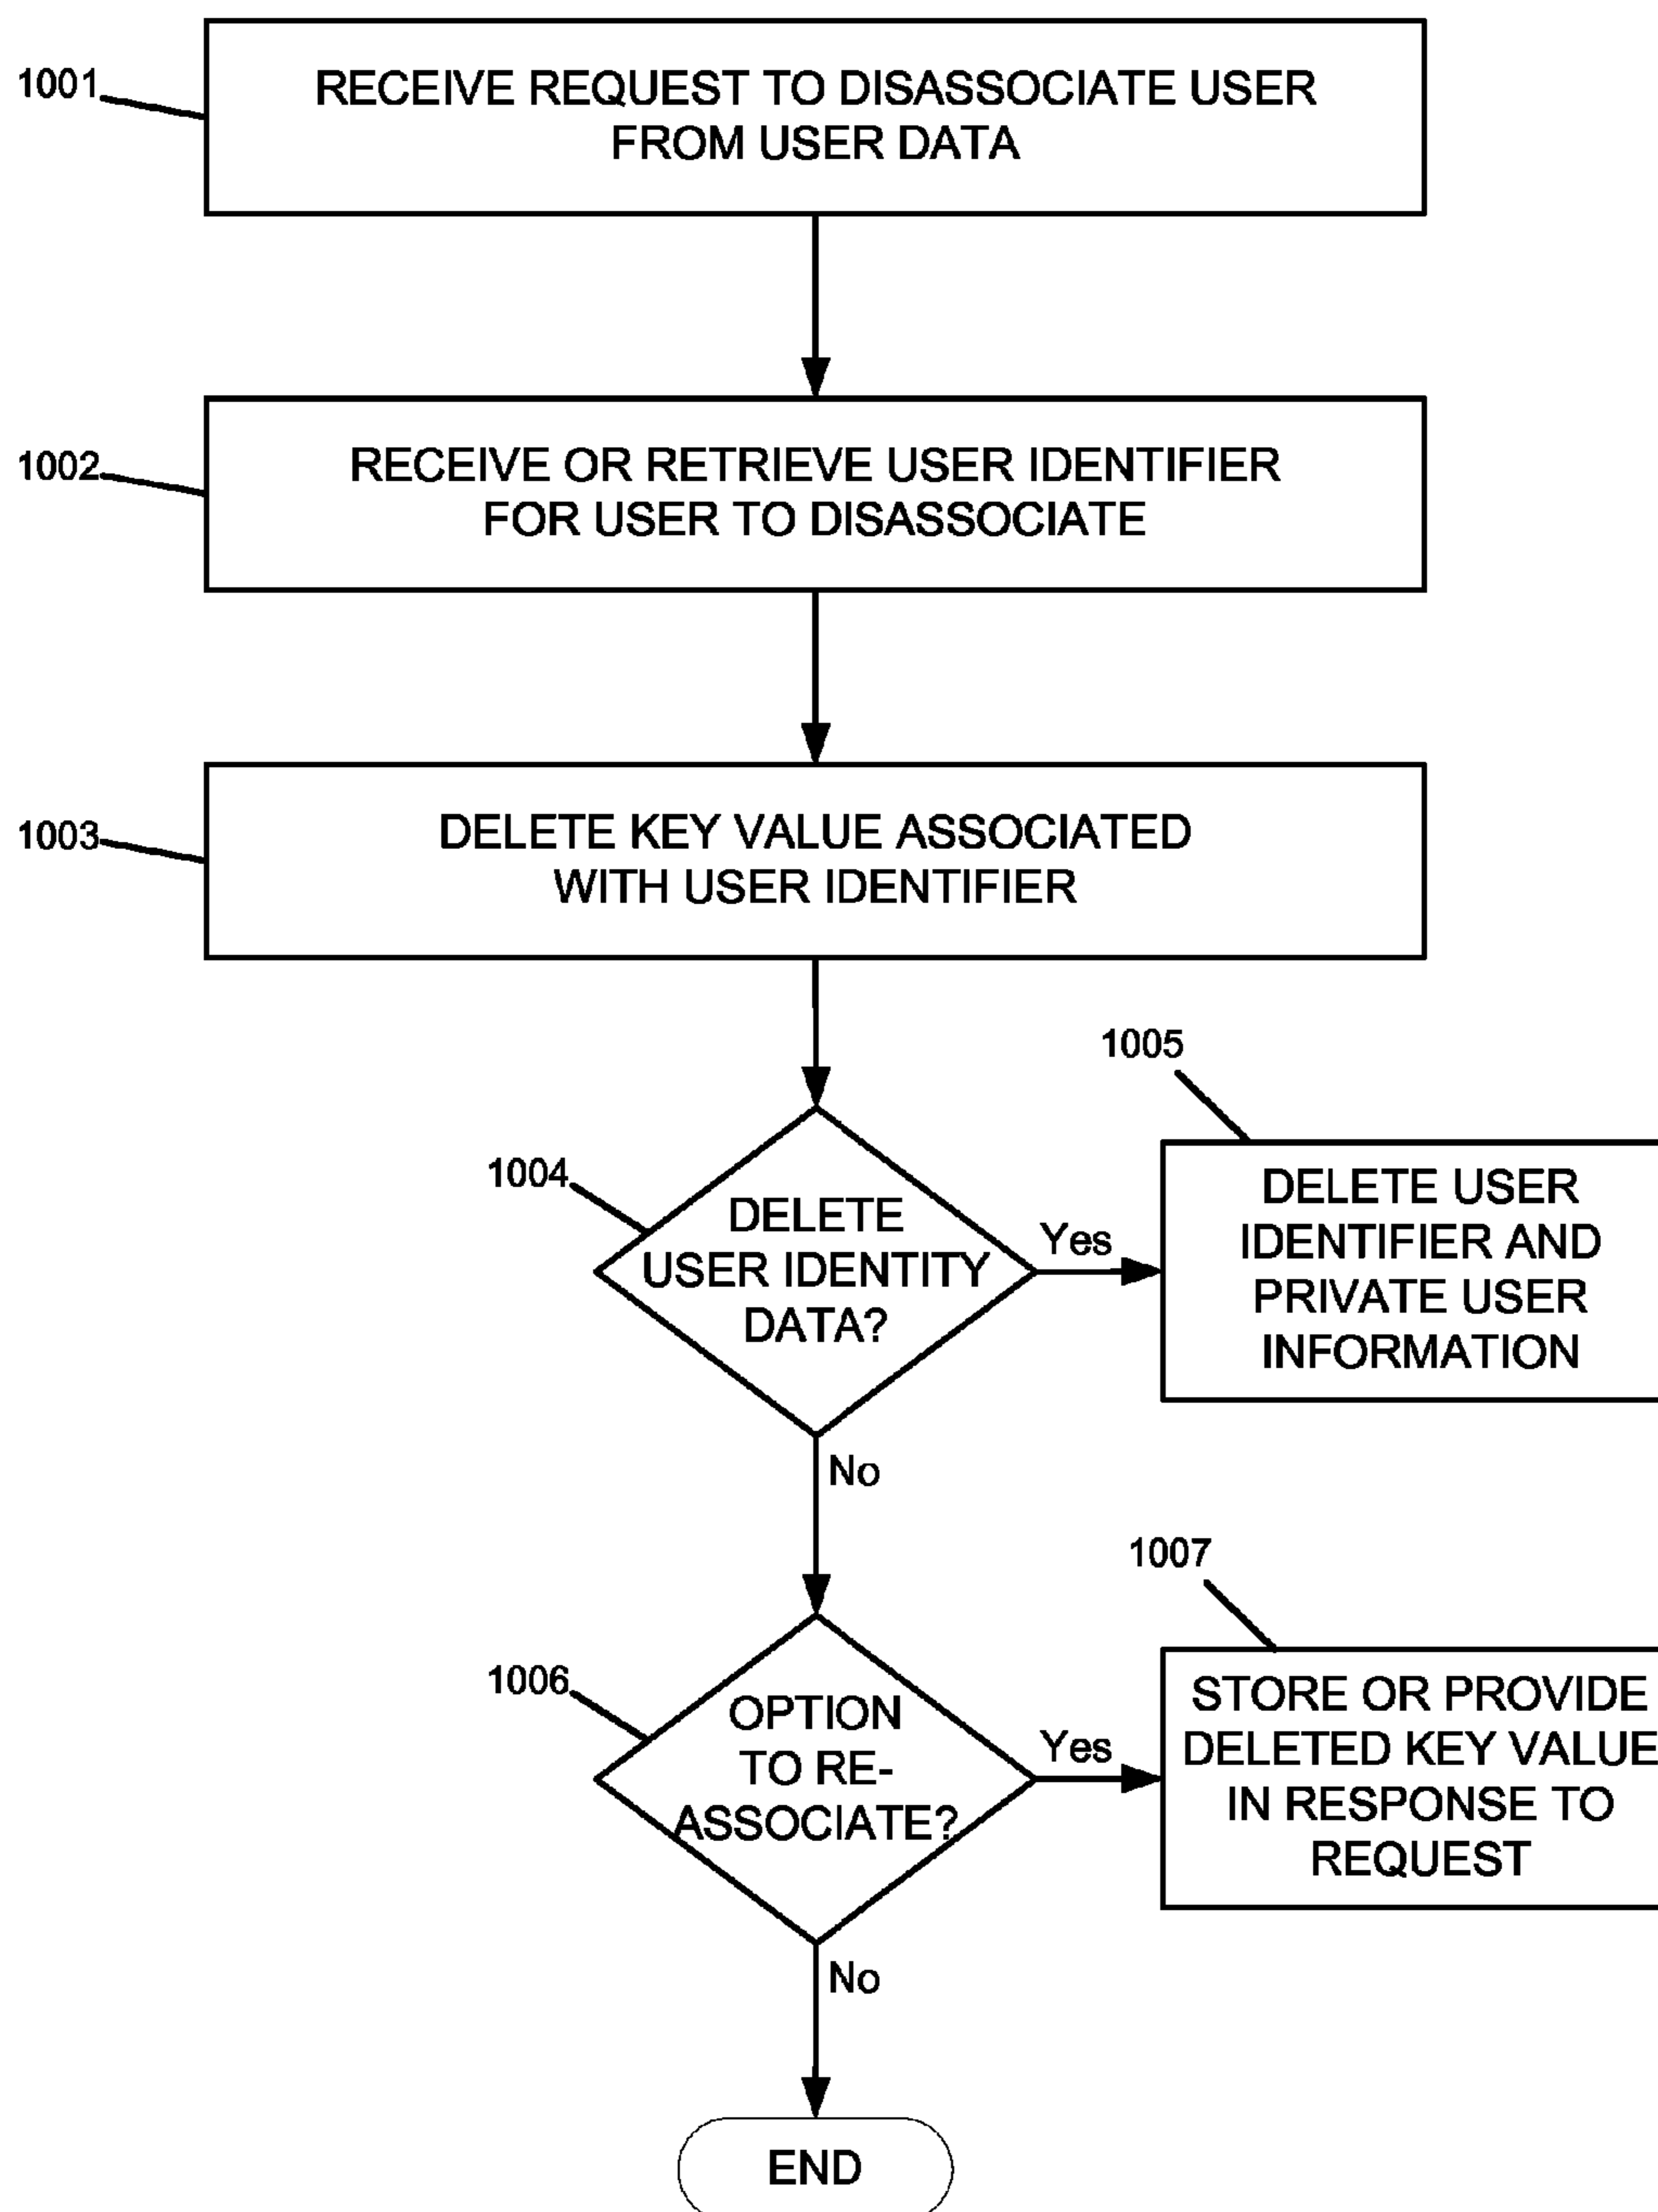 1001
RECEIVE REQUEST TO DISASSOCIATE USER
FROM USER DATA
1002
RECEIVE OR RETRIEVE USER IDENTIFIER
FOR USER TO DISASSOCIATE
1003
DELETE KEY VALUE ASSOCIATED
WITH USER IDENTIFIER
1004
DELETE
USER IDENTITY
DATA?
Yes
No
1005
DELETE USER
IDENTIFIER AND
PRIVATE USER
INFORMATION
1006
OPTION
TO RE-
ASSOCIATE?
Yes
No
1007
STORE OR PROVIDE
DELETED KEY VALUE
IN RESPONSE TO
REQUEST
END